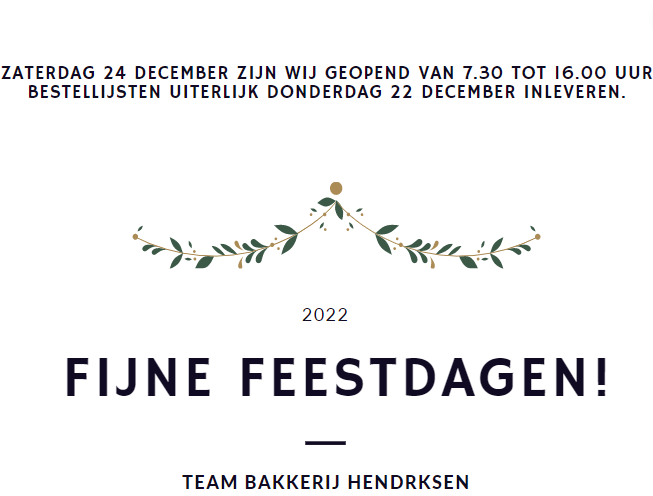 ZATERDAG 24 DECEMBER ZIJN WIJ GEOPEND VAN 7.30 TOT 16.00 UUR
BESTELLIJSTEN UITERLIJK DONDERDAG 22 DECEMBER INLEVEREN.
2022
FIJNE FEESTDAGEN!
TEAM BAKKERIJ HENDRKSEN